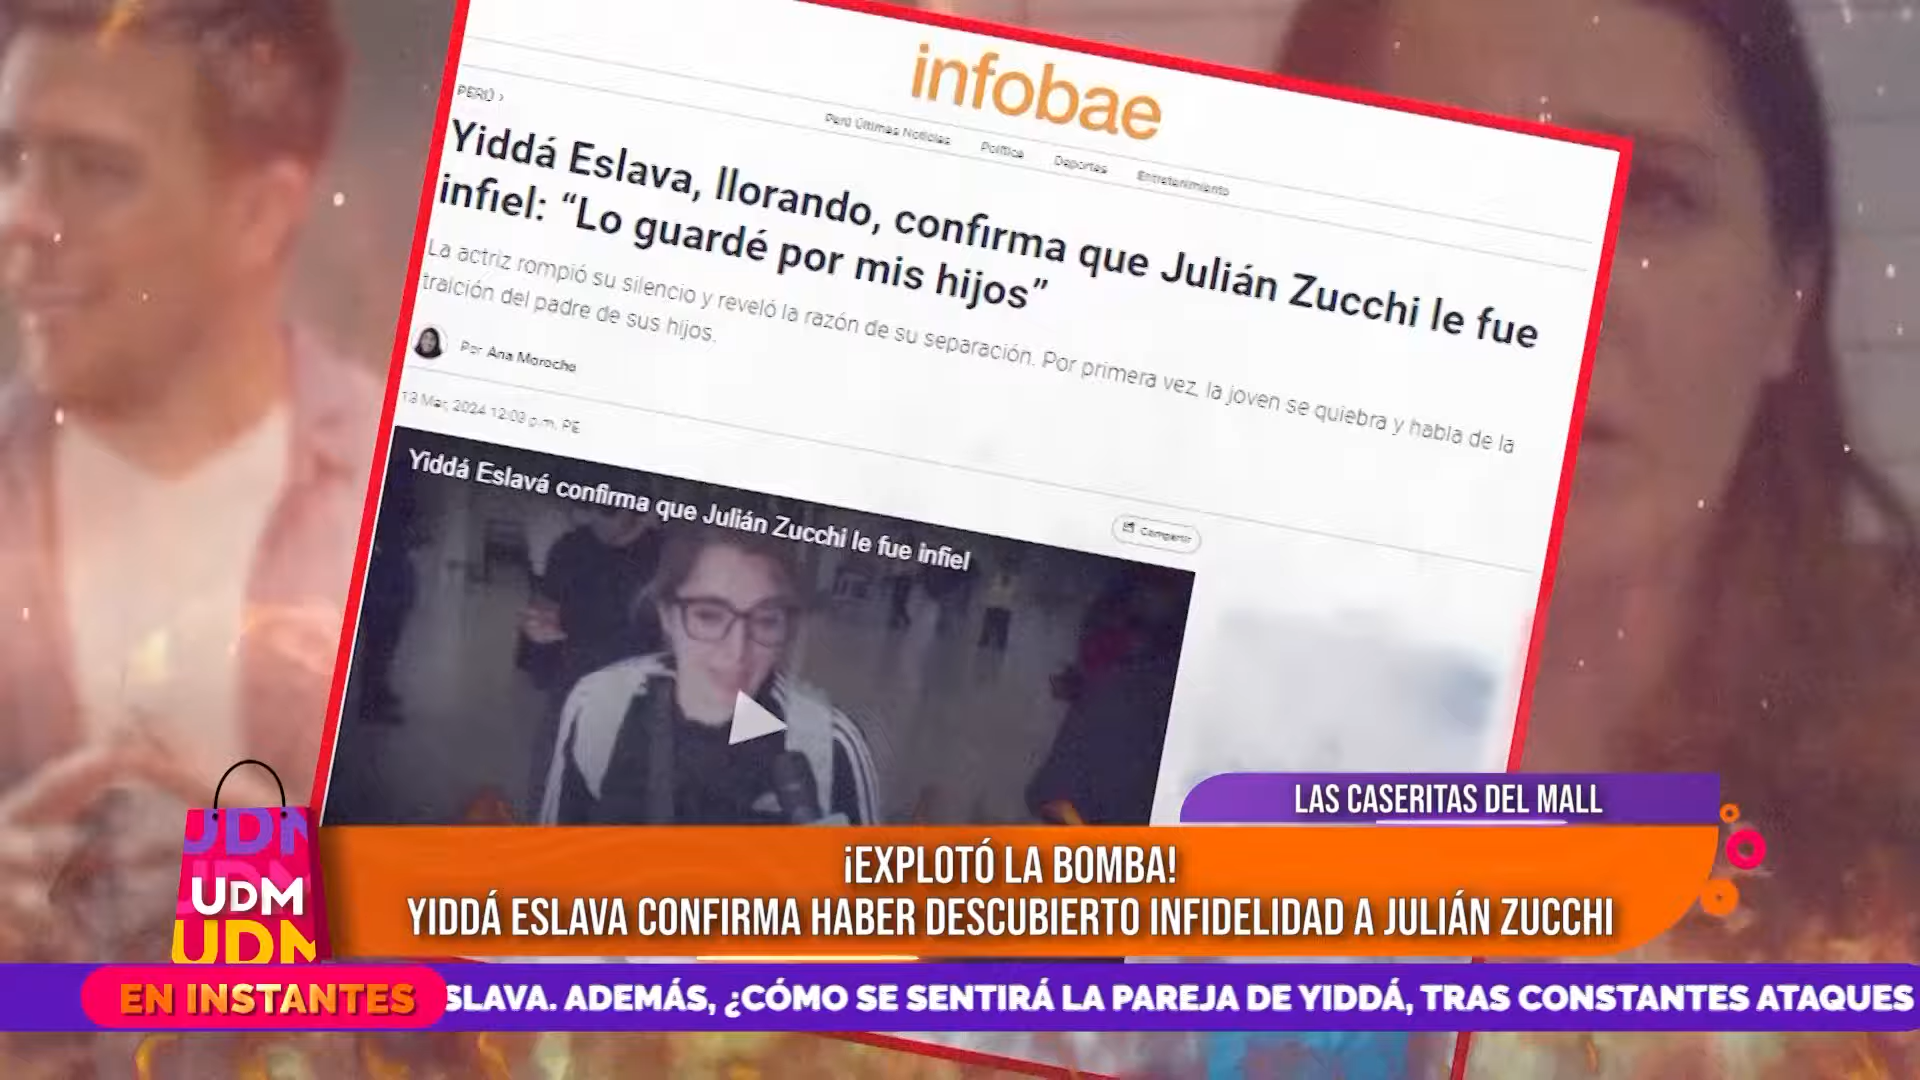 infobae
PERÚ ›
Perú Últimas Noticias Política Deportes Entretenimiento
Yiddá Eslava, llorando, confirma que Julián Zucchi le fue
infiel: “Lo guardé por mis hijos”
La actriz rompió su silencio y reveló la razón de su separación. Por primera vez, la joven se quiebra y habla de la
traición del padre de sus hijos.
Por Ana Morocho
13 Mar, 2024 12:03 p.m. PE
Compartir
Yiddá Eslavá confirma que Julián Zucchi le fue infiel
LAS CASERITAS DEL MALL
¡EXPLOTÓ LA BOMBA!
YIDDÁ ESLAVA CONFIRMA HABER DESCUBIERTO INFIDELIDAD A JULIÁN ZUCCHI
UDM
UDM
UDM
EN INSTANTES
SLAVA. ADEMÁS, ¿CÓMO SE SENTIRÁ LA PAREJA DE YIDDÁ, TRAS CONSTANTES ATAQUES